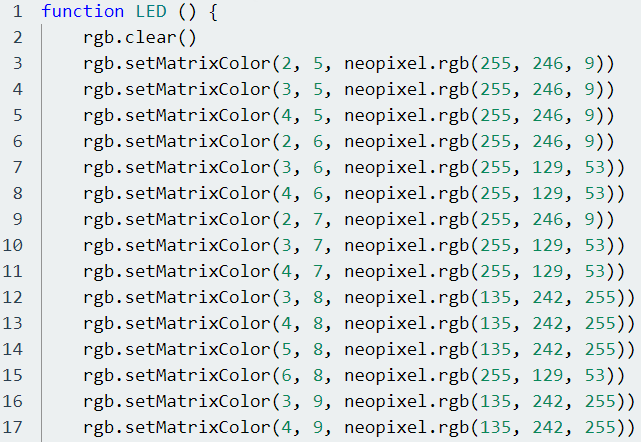 1 function LED () {
2 rgb.clear()
3 rgb.setMatrixColor(2, 5, neopixel.rgb(255, 246, 9))
4 rgb.setMatrixColor(3, 5, neopixel.rgb(255, 246, 9))
5 rgb.setMatrixColor(4, 5, neopixel.rgb(255, 246, 9))
6 rgb.setMatrixColor(2, 6, neopixel.rgb(255, 246, 9))
7 rgb.setMatrixColor(3, 6, neopixel.rgb(255, 129, 53))
8 rgb.setMatrixColor(4, 6, neopixel.rgb(255, 129, 53))
9 rgb.setMatrixColor(2, 7, neopixel.rgb(255, 246, 9))
10 rgb.setMatrixColor(3, 7, neopixel.rgb(255, 129, 53))
11 rgb.setMatrixColor(4, 7, neopixel.rgb(255, 129, 53))
12 rgb.setMatrixColor(3, 8, neopixel.rgb(135, 242, 255))
13 rgb.setMatrixColor(4, 8, neopixel.rgb(135, 242, 255))
14 rgb.setMatrixColor(5, 8, neopixel.rgb(135, 242, 255))
15 rgb.setMatrixColor(6, 8, neopixel.rgb(255, 129, 53))
16 rgb.setMatrixColor(3, 9, neopixel.rgb(135, 242, 255))
17 rgb.setMatrixColor(4, 9, neopixel.rgb(135, 242, 255))